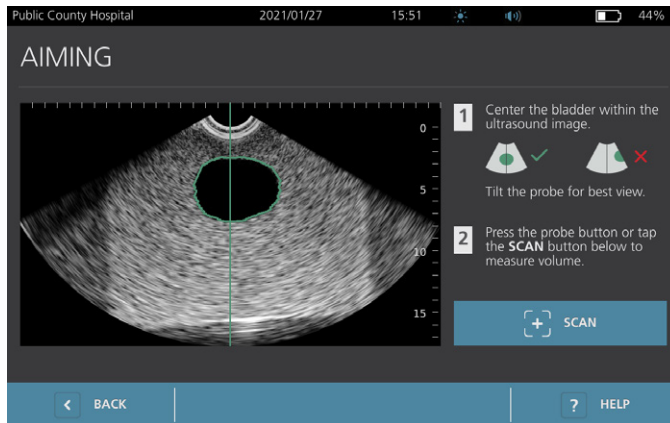 Public County Hospital 2021/01/27 15:51 44%
AIMING
0
5
10
15
1 Center the bladder within the
ultrasound image.
Tilt the probe for best view.
2 Press the probe button or tap
the SCAN button below to
measure volume.
SCAN
BACK
? HELP